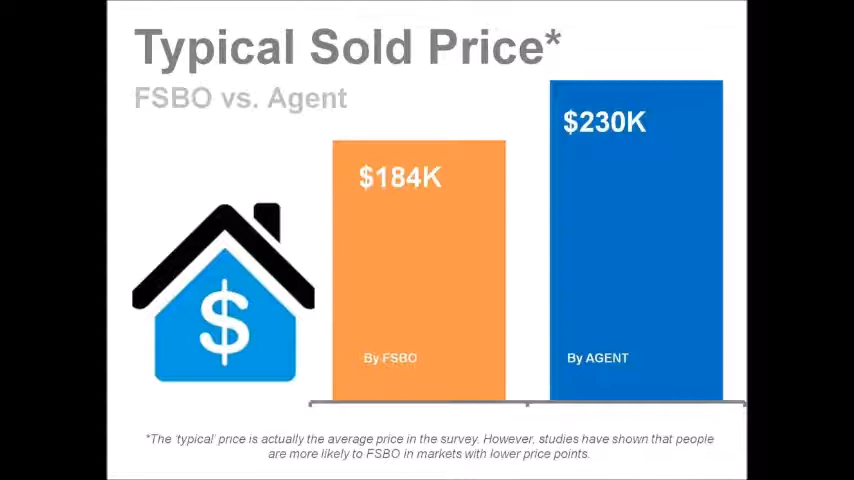 Typical Sold Price*
FSBO vs. Agent
$230K
$184K
$
By FSBO
By AGENT
*The 'typical' price is actually the average price in the survey. However, studies have shown that people
are more likely to FSBO in markets with lower price points.